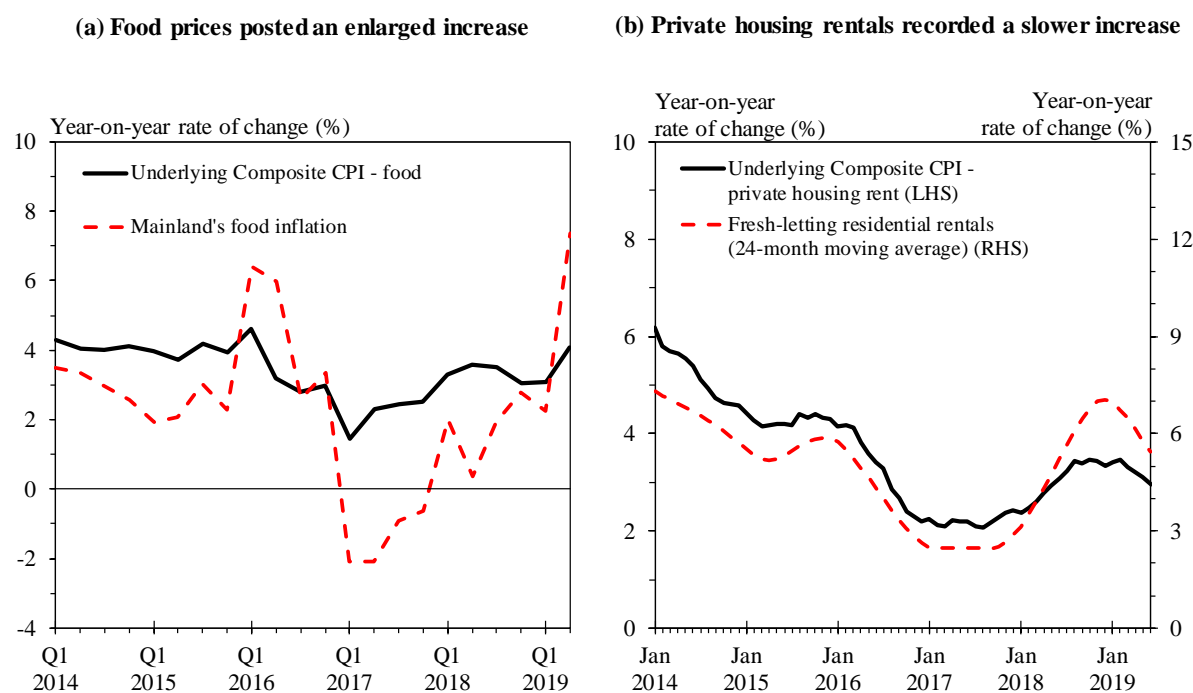 (a) Food prices posted an enlarged increase
Year-on-year rate of change (%)
10
8
6
4
2
0
-2
-4
Underlying Composite CPI - food
Mainland's food inflation
Q1
2014
Q1
2015
Q1
2016
Q1
2017
Q1
2018
Q1
2019
(b) Private housing rentals recorded a slower increase
Year-on-year
rate of change (%)
Year-on-year
rate of change (%)
10
8
6
4
2
0
Underlying Composite CPI -
private housing rent (LHS)
Fresh-letting residential rentals
(24-month moving average) (RHS)
15
12
9
6
3
0
Jan
2014
Jan
2015
Jan
2016
Jan
2017
Jan
2018
Jan
2019